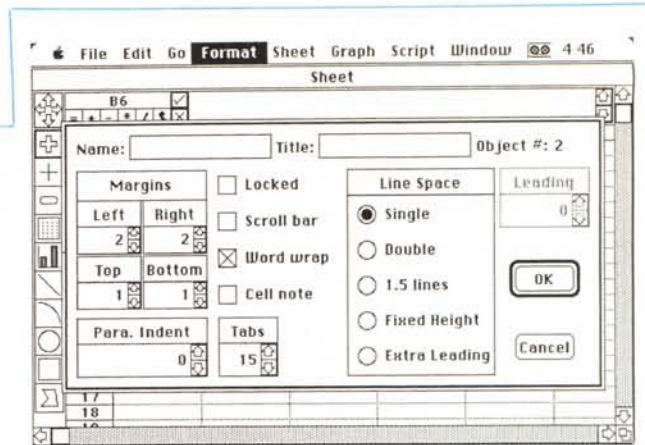 File Edit Go Format Sheet Graph Script Window 4 46
Sheet
B6
Name: Title: Object #: 2
Margins
Left Right
2 2
Top Bottom
1 1
Para. Indent
0
Locked
Scroll bar
Word wrap
Cell note
Tabs
15
Line Space
Single
Double
1.5 lines
Fixed Height
Extra Leading
Leading
0
OK
Cancel
17
18